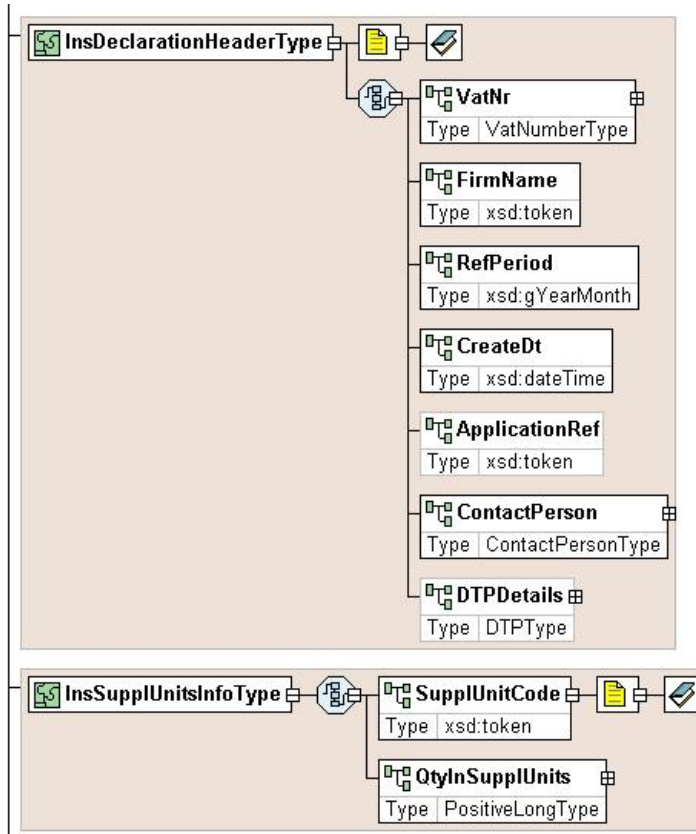 InsDeclarationHeaderType
VatNr
Type VatNumberType
FirmName
Type xsd:token
RefPeriod
Type xsd:gYearMonth
CreateDt
Type xsd:dateTime
ApplicationRef
Type xsd:token
ContactPerson
Type ContactPersonType
DTPDetails
Type DTPType
InsSupplUnitsInfoType
SupplUnitCode
Type xsd:token
QtyInSupplUnits
Type PositiveLongType